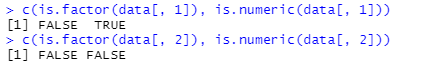 > c(is.factor(data[, 1]), is.numeric(data[, 1]))
[1] FALSE  TRUE
> c(is.factor(data[, 2]), is.numeric(data[, 2]))
[1] FALSE FALSE